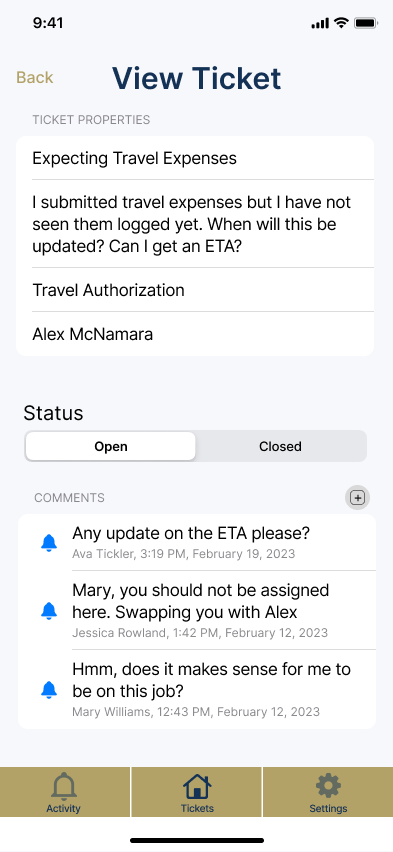 9:41
Back
View Ticket
TICKET PROPERTIES
Expecting Travel Expenses
I submitted travel expenses but I have not
seen them logged yet. When will this be
updated? Can I get an ETA?
Travel Authorization
Alex McNamara
Status
Open
Closed
COMMENTS
Any update on the ETA please?
Ava Tickler, 3:19 PM, February 19, 2023
Mary, you should not be assigned
here. Swapping you with Alex
Jessica Rowland, 1:42 PM, February 12, 2023
Hmm, does it makes sense for me to
be on this job?
Mary Williams, 12:43 PM, February 12, 2023
Activity
Tickets
Settings